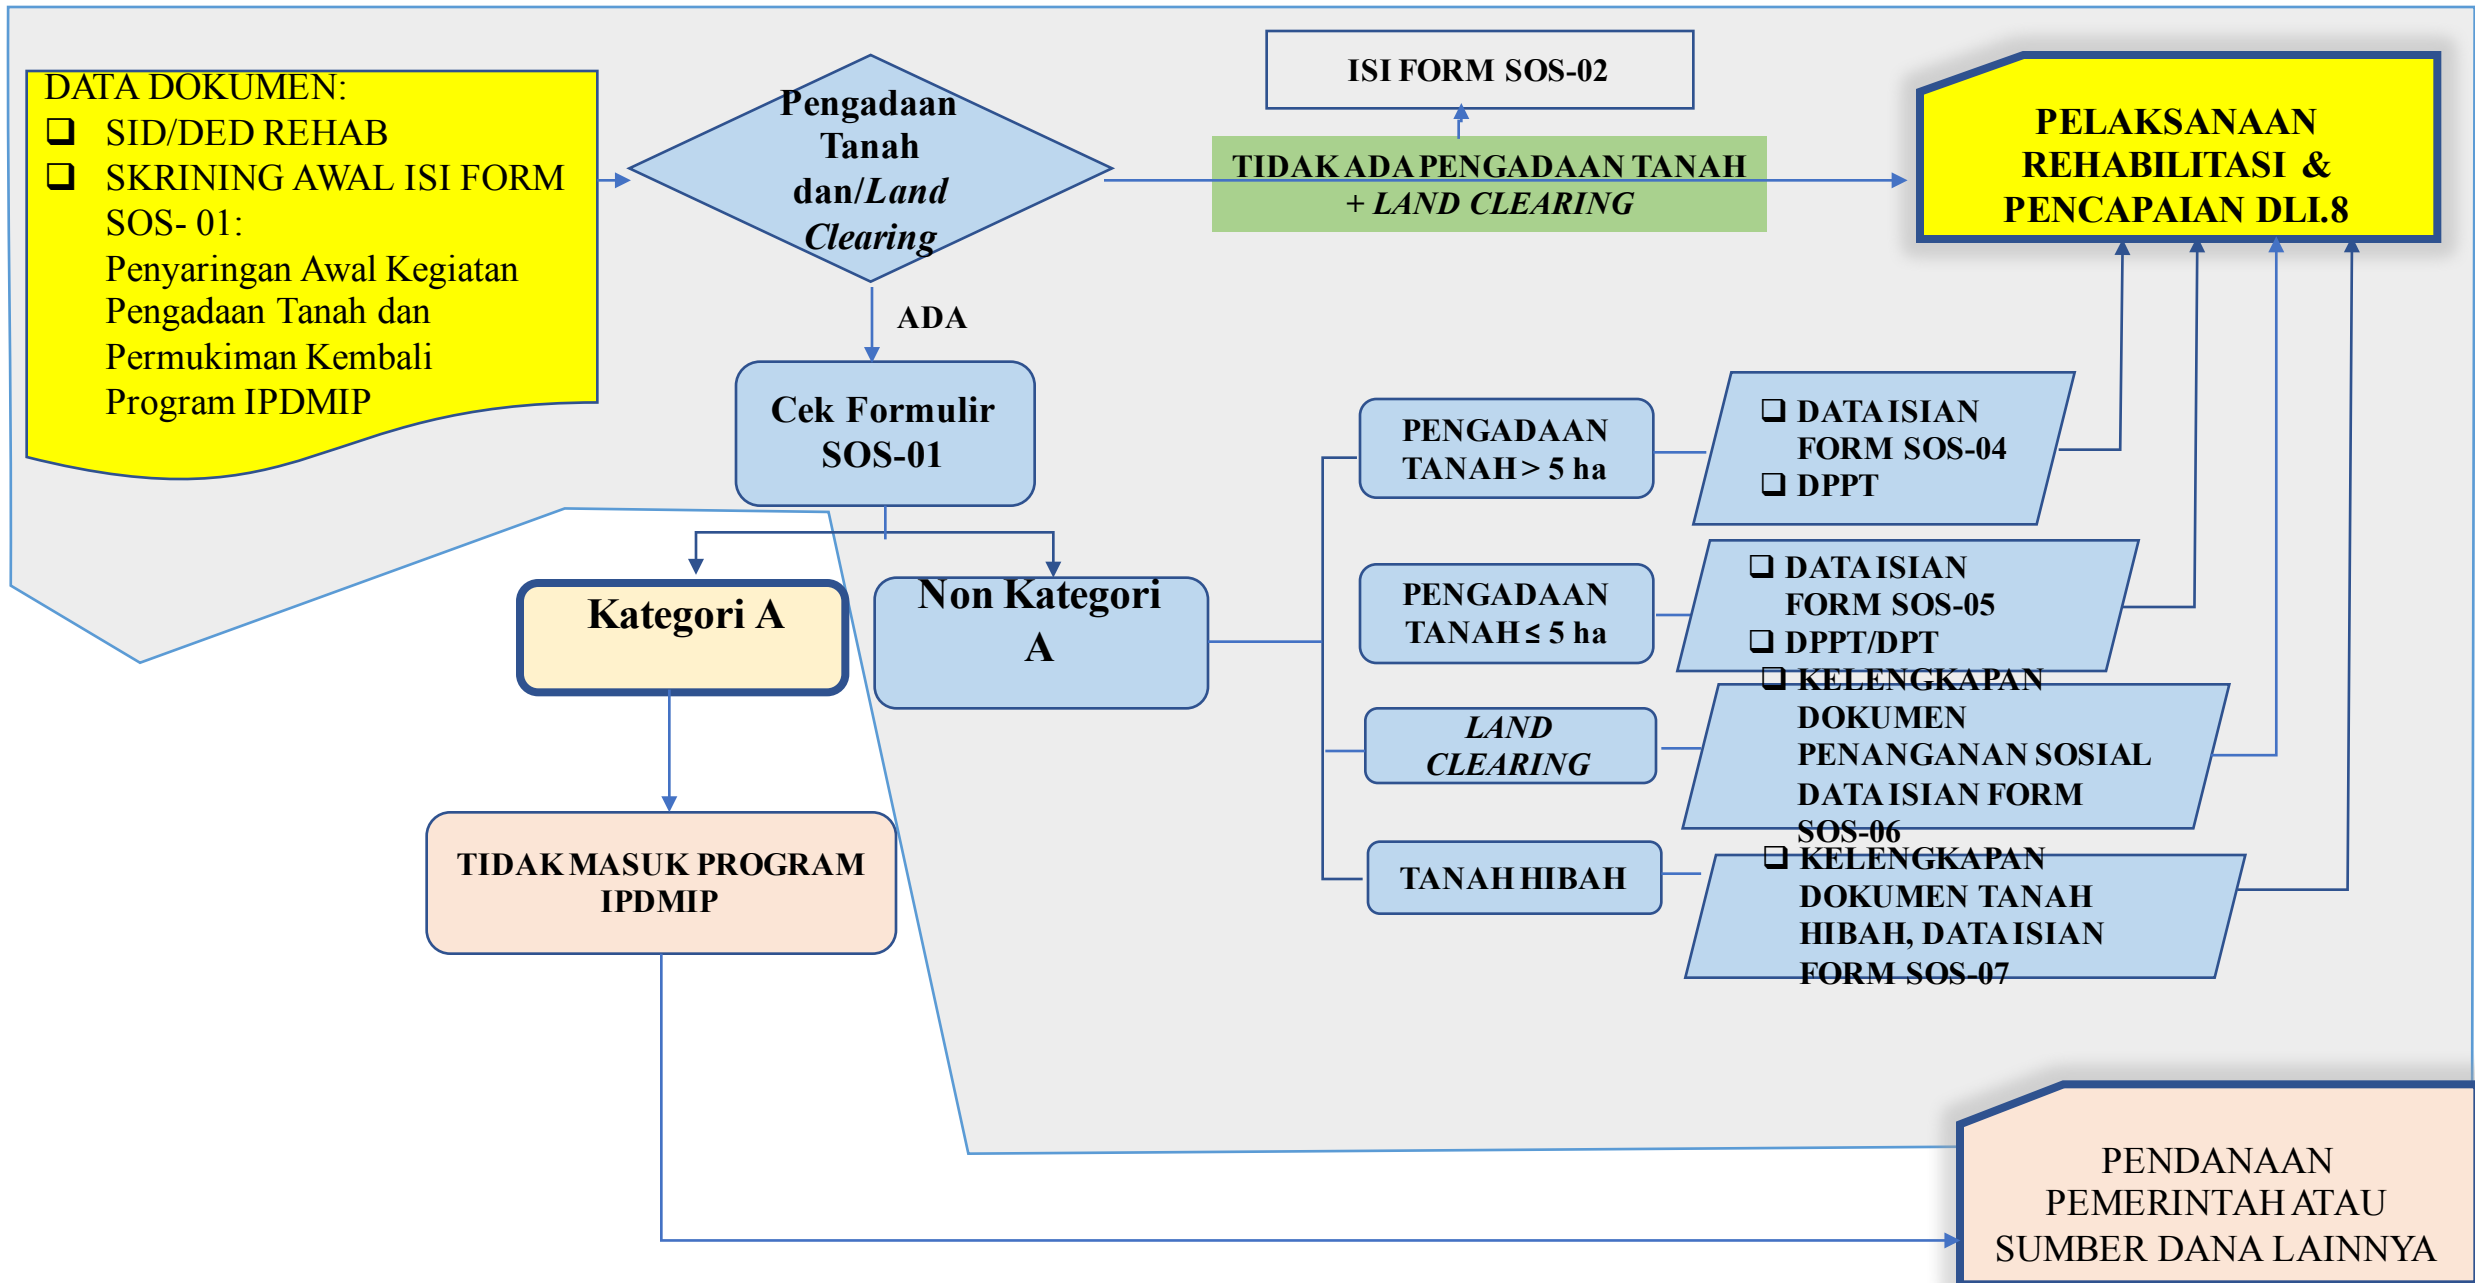 DATA DOKUMEN:
❑ SID/DED REHAB
❑ SKRINING AWAL ISI FORM
SOS- 01:
Penyaringan Awal Kegiatan
Pengadaan Tanah dan
Permukiman Kembali
Program IPDMIP
Pengadaan
Tanah
dan/Land
Clearing
ISI FORM SOS-02
TIDAK ADA PENGADAAN TANAH
+ LAND CLEARING
PELAKSANAAN
REHABILITASI &
PENCAPAIAN DLI.8
ADA
Cek Formulir
SOS-01
Kategori A
Non Kategori
A
TIDAK MASUK PROGRAM
IPDMIP
PENGADAAN
TANAH > 5 ha
❑ DATA ISIAN
FORM SOS-04
❑ DPPT
PENGADAAN
TANAH ≤ 5 ha
❑ DATA ISIAN
FORM SOS-05
❑ DPPT/DPT
LAND
CLEARING
❑ KELENGKAPAN
DOKUMEN
PENANGANAN SOSIAL
DATA ISIAN FORM
SOS-06
TANAH HIBAH
❑ KELENGKAPAN
DOKUMEN TANAH
HIBAH, DATA ISIAN
FORM SOS-07
PENDANAAN
PEMERINTAH ATAU
SUMBER DANA LAINNYA